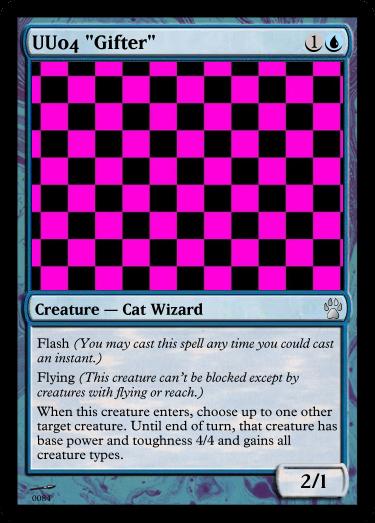 UU04 "Gifter"
1
Creature — Cat Wizard
Flash (You may cast this spell any time you could cast
an instant.)
Flying (This creature can't be blocked except by
creatures with flying or reach.)
When this creature enters, choose up to one other
target creature. Until end of turn, that creature has
base power and toughness 4/4 and gains all
creature types.
2/1
0084